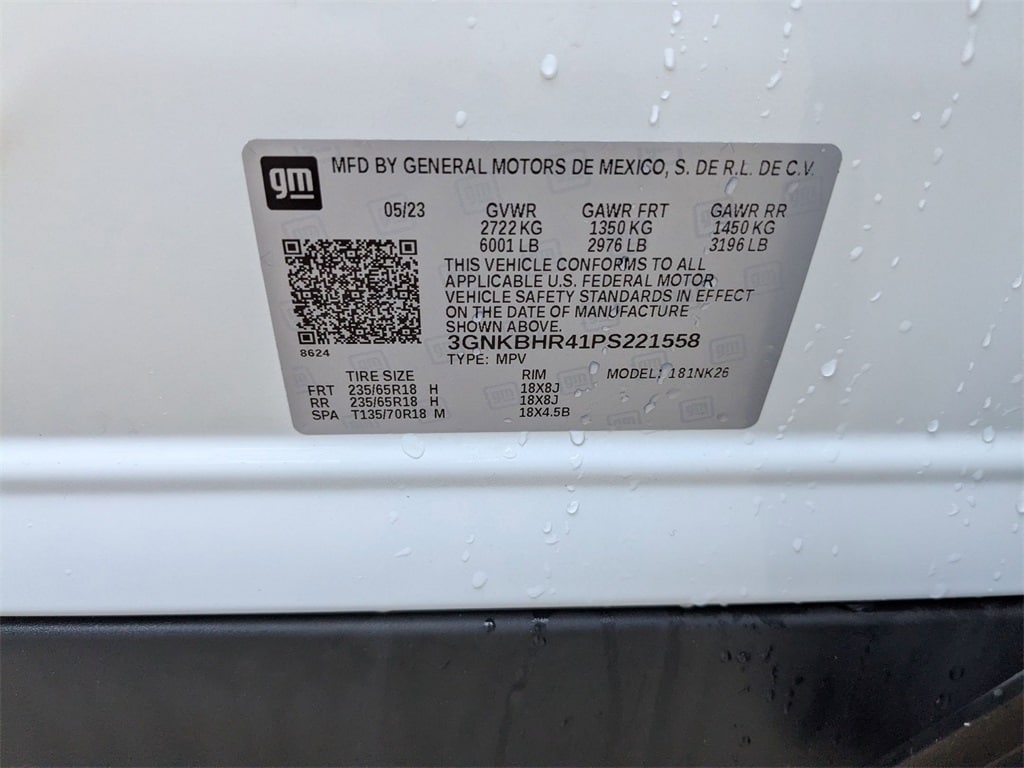 gm MFD BY GENERAL MOTORS DE MEXICO, S. DE R.L. DE C.V.
05/23 GVWR GAWR FRT GAWR RR
2722 KG 1350 KG 1450 KG
6001 LB 2976 LB 3196 LB
THIS VEHICLE CONFORMS TO ALL
APPLICABLE U.S. FEDERAL MOTOR
VEHICLE SAFETY STANDARDS IN EFFECT
ON THE DATE OF MANUFACTURE
SHOWN ABOVE.
3GNKBHR41PS221558
8624 TYPE: MPV
TIRE SIZE RIM MODEL: 181NK26
FRT 235/65R18 H 18X8J
RR 235/65R18 H 18X8J
SPA T135/70R18 M 18X4.5B